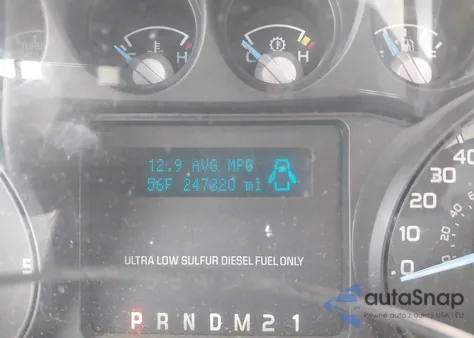 H
C
H
12.9 AVG MPG
56F 247220 mi
ULTRA LOW SULFUR DIESEL FUEL ONLY
P R N D M 2 1
40
30
20
10
0
autoSnap